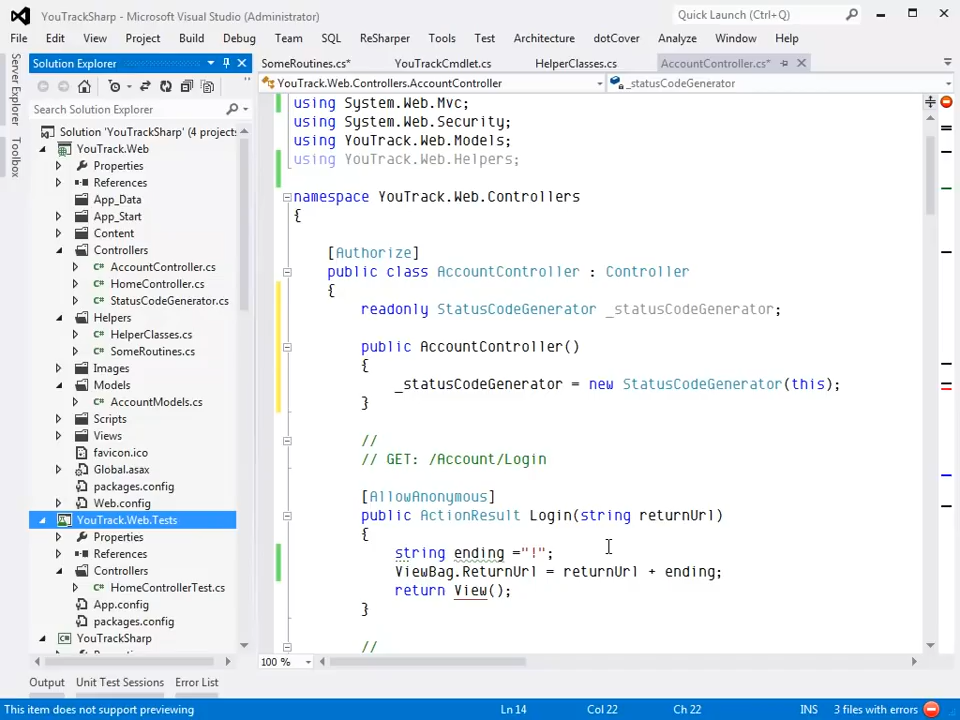 YouTrackSharp - Microsoft Visual Studio (Administrator)
Quick Launch (Ctrl+Q)
File Edit View Project Build Debug Team SQL ReSharper Tools Test Architecture dotCover Analyze Window Help
Server Explorer
Toolbox
Solution Explorer
Search Solution Explorer
Solution 'YouTrackSharp' (4 projects
YouTrack.Web
Properties
References
App_Data
App_Start
Content
Controllers
AccountController.cs
HomeController.cs
StatusCodeGenerator.cs
Helpers
HelperClasses.cs
SomeRoutines.cs
Images
Models
AccountModels.cs
Scripts
Views
favicon.ico
Global.asax
packages.config
Web.config
YouTrack.Web.Tests
Properties
References
Controllers
HomeControllerTest.cs
App.config
packages.config
YouTrackSharp
SomeRoutines.cs* YouTrackCmdlet.cs HelperClasses.cs AccountController.cs*
YouTrack.Web.Controllers.AccountController _statusCodeGenerator
using System.Web.Mvc;
using System.Web.Security;
using YouTrack.Web.Models;
using YouTrack.Web.Helpers;
namespace YouTrack.Web.Controllers
{
[Authorize]
public class AccountController : Controller
{
readonly StatusCodeGenerator _statusCodeGenerator;
public AccountController()
{
_statusCodeGenerator = new StatusCodeGenerator(this);
}
//
// GET: /Account/Login
[AllowAnonymous]
public ActionResult Login(string returnUrl)
{
string ending ="!";
ViewBag.ReturnUrl = returnUrl + ending;
return View();
}
//
100 %
Output Unit Test Sessions Error List
This item does not support previewing Ln 14 Col 22 Ch 22 INS 3 files with errors